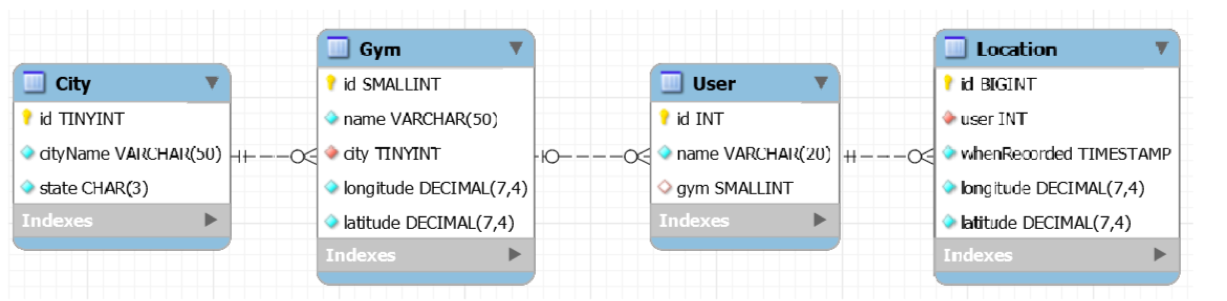 City
id TINYINT
cityName VARCHAR(50)
state CHAR(3)
Indexes
Gym
id SMALLINT
name VARCHAR(50)
city TINYINT
longitude DECIMAL(7,4)
latitude DECIMAL(7,4)
Indexes
User
id INT
name VARCHAR(20)
gym SMALLINT
Indexes
Location
id BIGINT
user INT
whenRecorded TIMESTAMP
longitude DECIMAL(7,4)
latitude DECIMAL(7,4)
Indexes